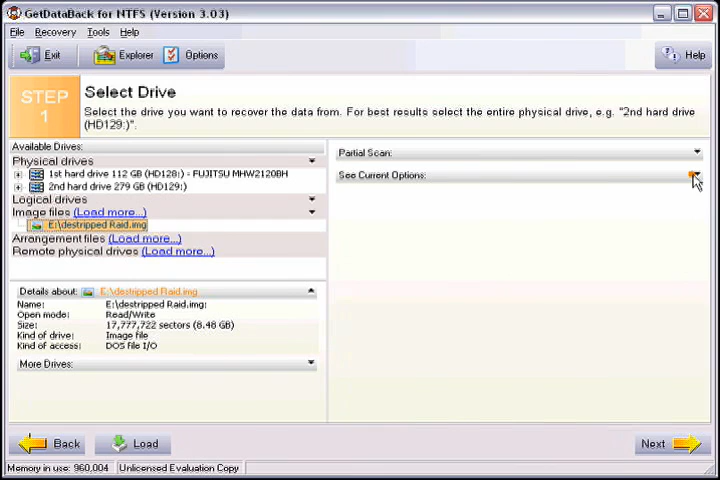 GetDataBack for NTFS (Version 3.03)
File Recovery Tools Help
Exit Explorer Options Help
STEP 1
Select Drive
Select the drive you want to recover the data from. For best results select the entire physical drive, e.g. "2nd hard drive
(HD129:)".
Available Drives:
Physical drives
1st hard drive 112 GB (HD128:) - FUJITSU MHW2120BH
2nd hard drive 279 GB (HD129:)
Logical drives
Image files (Load more...)
E:\destripped Raid.img
Arrangement files (Load more...)
Remote physical drives (Load more...)
Details about: E:\destripped Raid.img
Name: E:\destripped Raid.img:
Open mode: Read/Write
Size: 17,777,722 sectors (8.48 GB)
Kind of drive: Image file
Kind of access: DOS file I/O
More Drives:
Partial Scan:
See Current Options:
Back Load Next
Memory in use: 960,004 Unlicensed Evaluation Copy